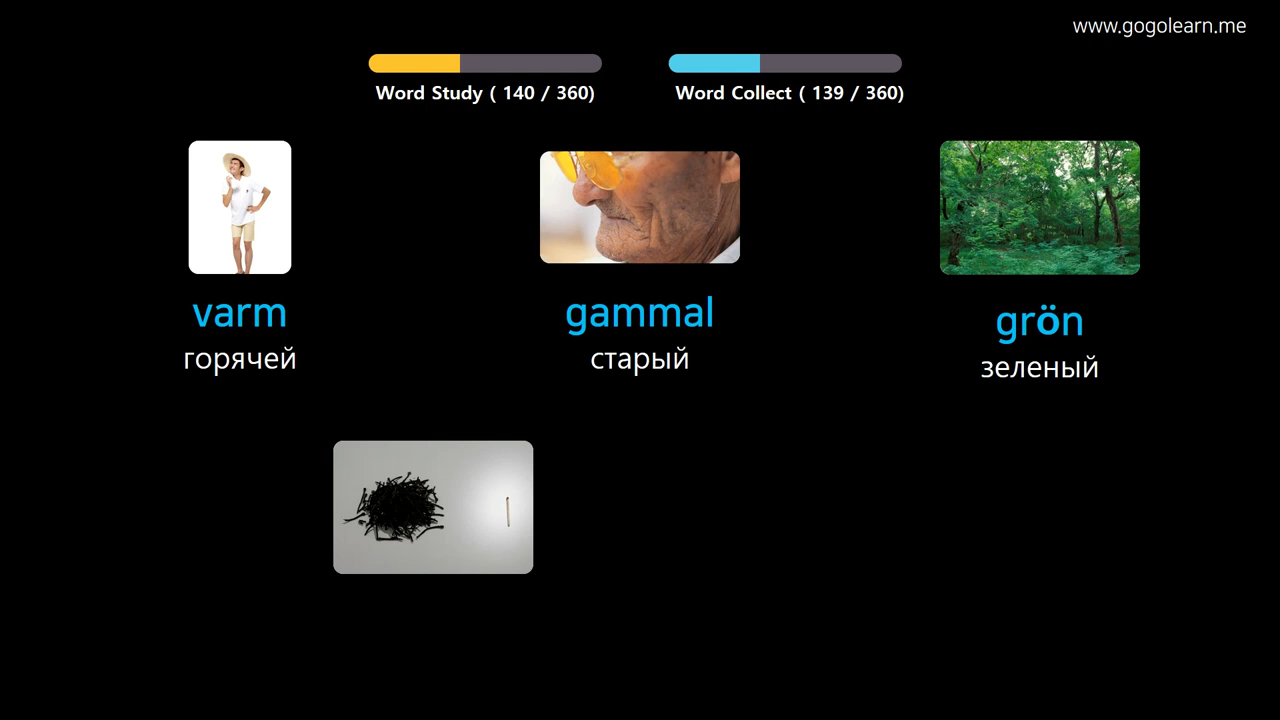 www.gogolearn.me
Word Study ( 140 / 360)
Word Collect ( 139 / 360)
varm
горячей
gammal
старый
grön
зеленый